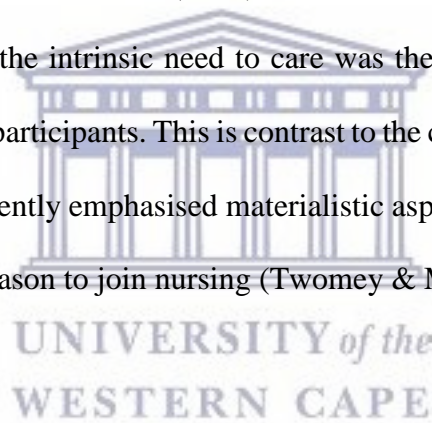 the intrinsic need to care was the
participants. This is contrast to the
ently emphasised materialistic asp
eason to join nursing (Twomey & M
UNIVERSITY of the
WESTERN CAPE